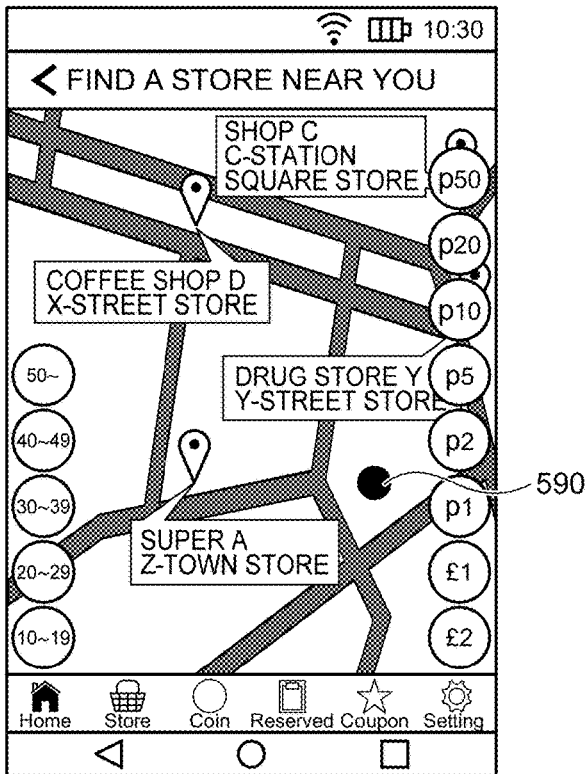 10:30
FIND A STORE NEAR YOU
SHOP C
C-STATION
SQUARE STORE
p50
p20
COFFEE SHOP D
X-STREET STORE
p10
DRUG STORE Y
Y-STREET STORE
p5
50~
40~49
p2
590
30~39
p1
SUPER A
Z-TOWN STORE
20~29
£1
10~19
£2
Home Store Coin Reserved Coupon Setting